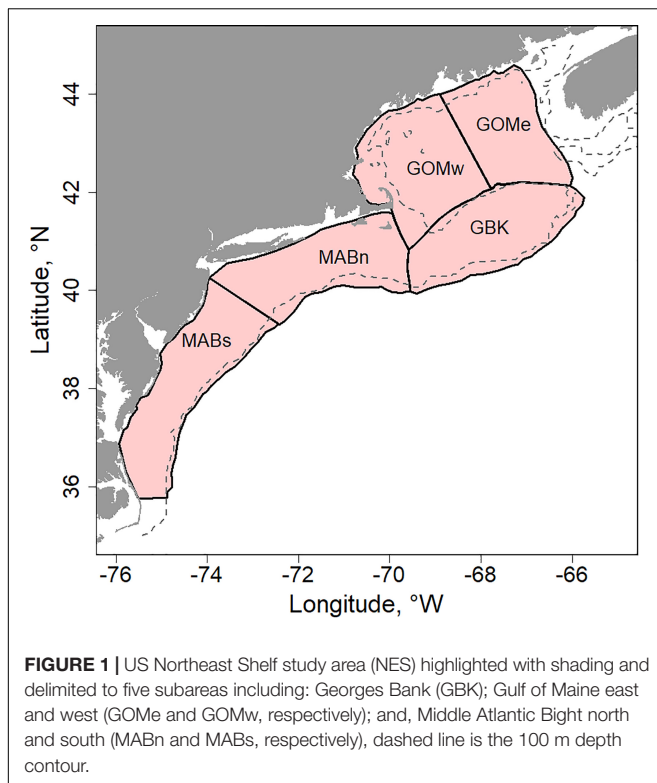 44
42
40
38
36
Latitude, °N
GOMe
GOMw
GBK
MABn
MABs
-76 -74 -72 -70 -68 -66
Longitude, °W
FIGURE 1 | US Northeast Shelf study area (NES) highlighted with shading and
delimited to five subareas including: Georges Bank (GBK); Gulf of Maine east
and west (GOMe and GOMw, respectively); and, Middle Atlantic Bight north
and south (MABn and MABs, respectively), dashed line is the 100 m depth
contour.